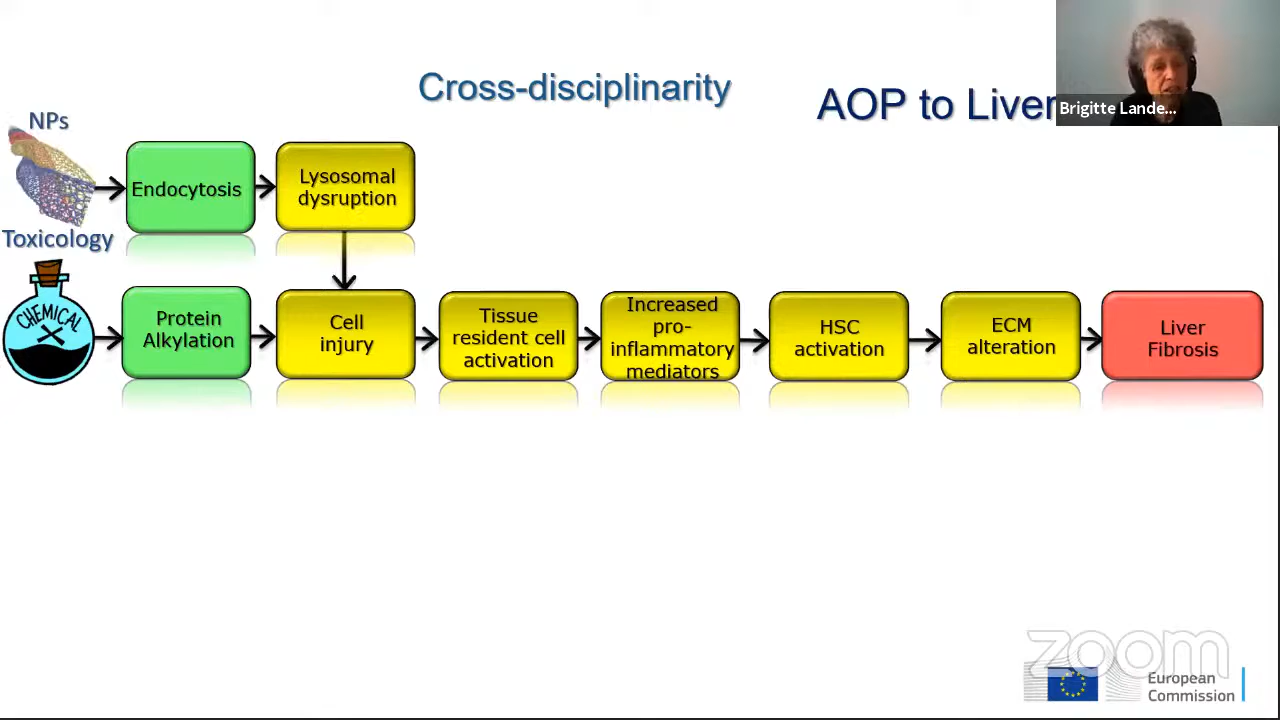 Cross-disciplinarity
AOP to Liver
Brigitte Lande...
NPs
Endocytosis
Lysosomal
dysruption
Toxicology
CHEMICAL
Protein
Alkylation
Cell
injury
Tissue
resident cell
activation
Increased
pro-
inflammatory
mediators
HSC
activation
ECM
alteration
Liver
Fibrosis
zoom
European
Commission